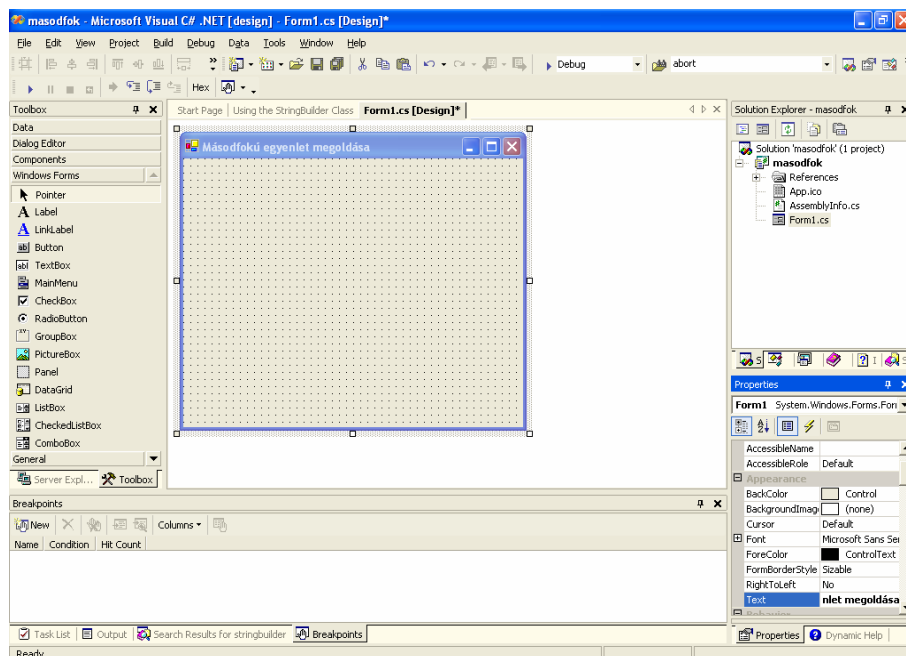 masodfok - Microsoft Visual C# .NET [design] - Form1.cs [Design]*
File Edit View Project Build Debug Data Tools Window Help
Debug abort
Hex
Toolbox
Start Page Using the StringBuilder Class Form1.cs [Design]*
Solution Explorer - masodfok
Data
Dialog Editor
Components
Windows Forms
Pointer
Label
LinkLabel
Button
TextBox
MainMenu
CheckBox
RadioButton
GroupBox
PictureBox
Panel
DataGrid
ListBox
CheckedListBox
ComboBox
General
Server Expl... Toolbox
Másodfokú egyenlet megoldása
Solution 'masodfok' (1 project)
masodfok
References
App.ico
AssemblyInfo.cs
Form1.cs
Properties
Form1 System.Windows.Forms.Fon
AccessibleName
AccessibleRole Default
Appearance
BackColor Control
BackgroundImag (none)
Cursor Default
Font Microsoft Sans Ser
ForeColor ControlText
FormBorderStyle Sizable
RightToLeft No
Text nlet megoldása
Behavior
Properties Dynamic Help
Breakpoints
New Columns
Name Condition Hit Count
Task List Output Search Results for stringbuilder Breakpoints
Ready